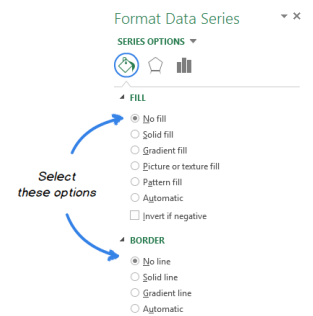 Format Data Series
SERIES OPTIONS
FILL
No fill
Solid fill
Gradient fill
Picture or texture fill
Pattern fill
Automatic
Invert if negative
Select
these options
BORDER
No line
Solid line
Gradient line
Automatic